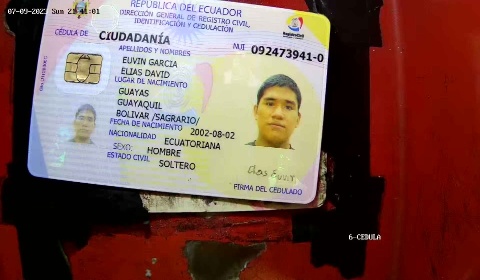 07-09-2021 Sun 21:41:01
REPÚBLICA DEL ECUADOR
DIRECCIÓN GENERAL DE REGISTRO CIVIL,
IDENTIFICACIÓN Y CEDULACIÓN
CÉDULA DE CIUDADANÍA
NUI 092473941-0
APELLIDOS Y NOMBRES
EUVIN GARCIA
ELIAS DAVID
LUGAR DE NACIMIENTO
GUAYAS
GUAYAQUIL
BOLIVAR /SAGRARIO/
FECHA DE NACIMIENTO 2002-08-02
NACIONALIDAD ECUATORIANA
SEXO: HOMBRE
ESTADO CIVIL SOLTERO
Elias Euvin
FIRMA DEL CEDULADO
6-CEDULA